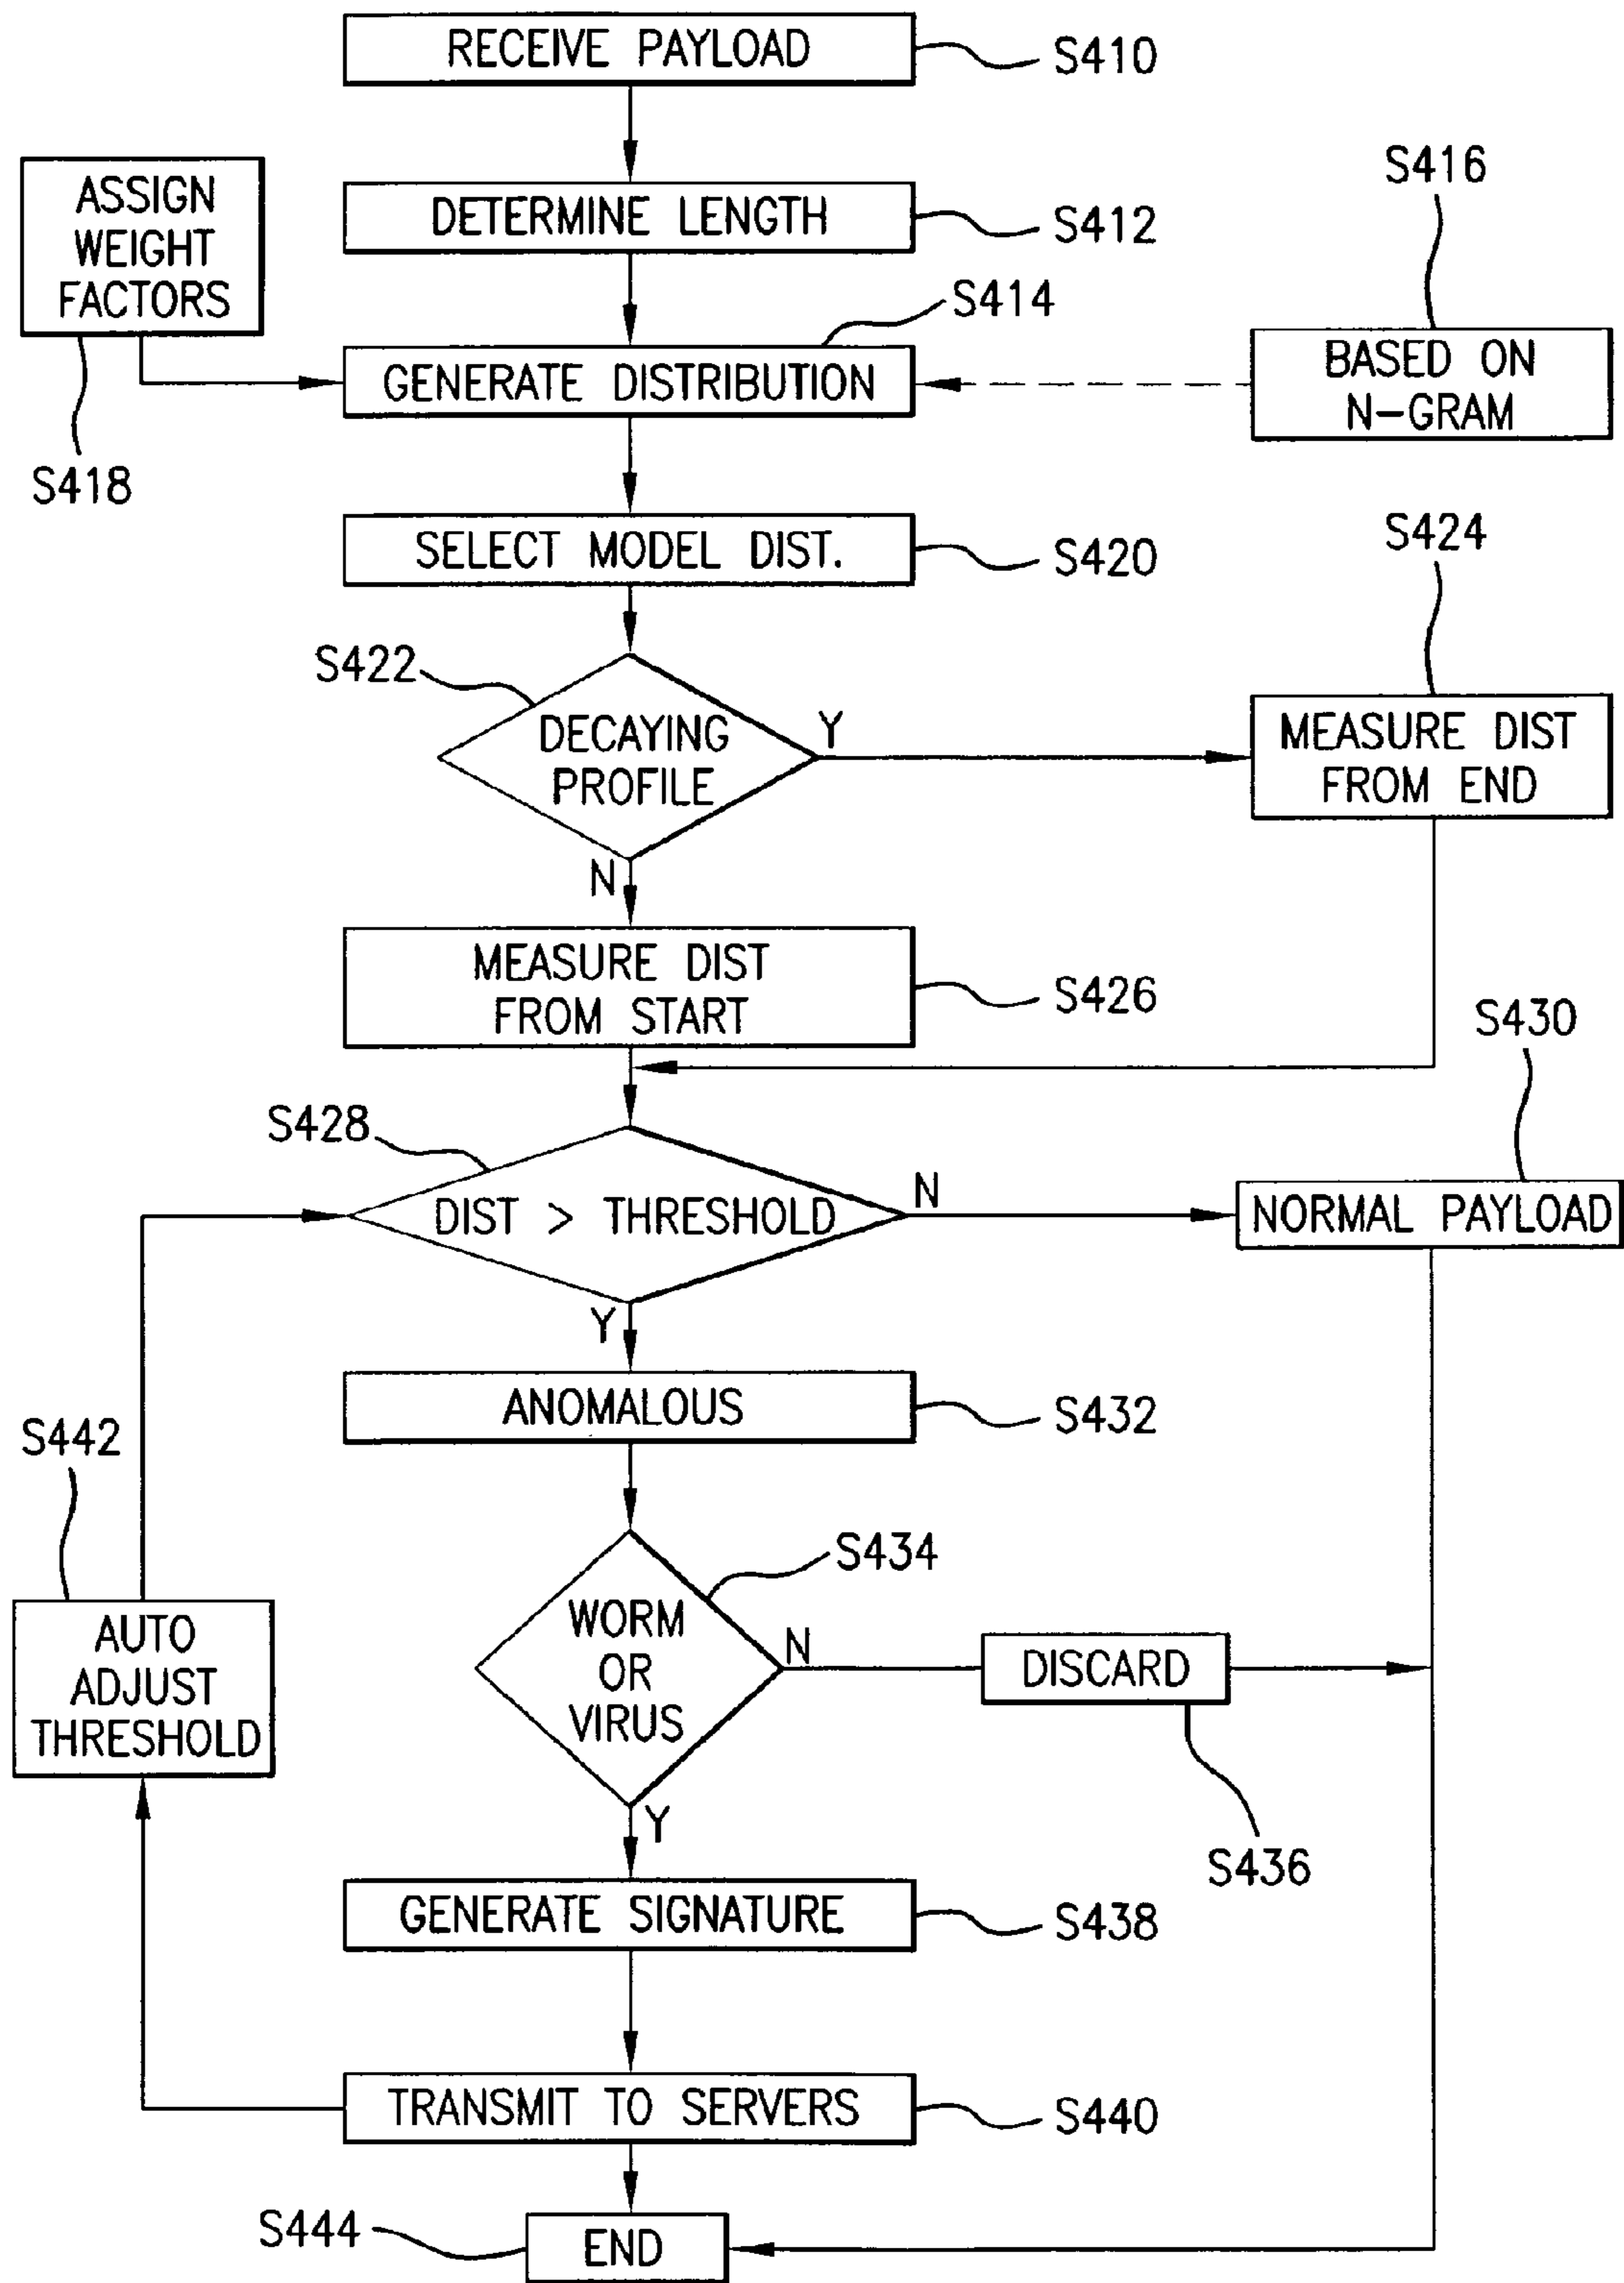 RECEIVE PAYLOAD
S410
ASSIGN
WEIGHT
FACTORS
S418
DETERMINE LENGTH
S412
S416
S414
GENERATE DISTRIBUTION
BASED ON
N-GRAM
SELECT MODEL DIST.
S420
S424
S422
DECAYING
PROFILE
Y
N
MEASURE DIST
FROM END
MEASURE DIST
FROM START
S426
S430
S428
DIST > THRESHOLD
N
Y
NORMAL PAYLOAD
ANOMALOUS
S432
S442
AUTO
ADJUST
THRESHOLD
S434
WORM
OR
VIRUS
N
Y
DISCARD
S436
GENERATE SIGNATURE
S438
TRANSMIT TO SERVERS
S440
S444
END